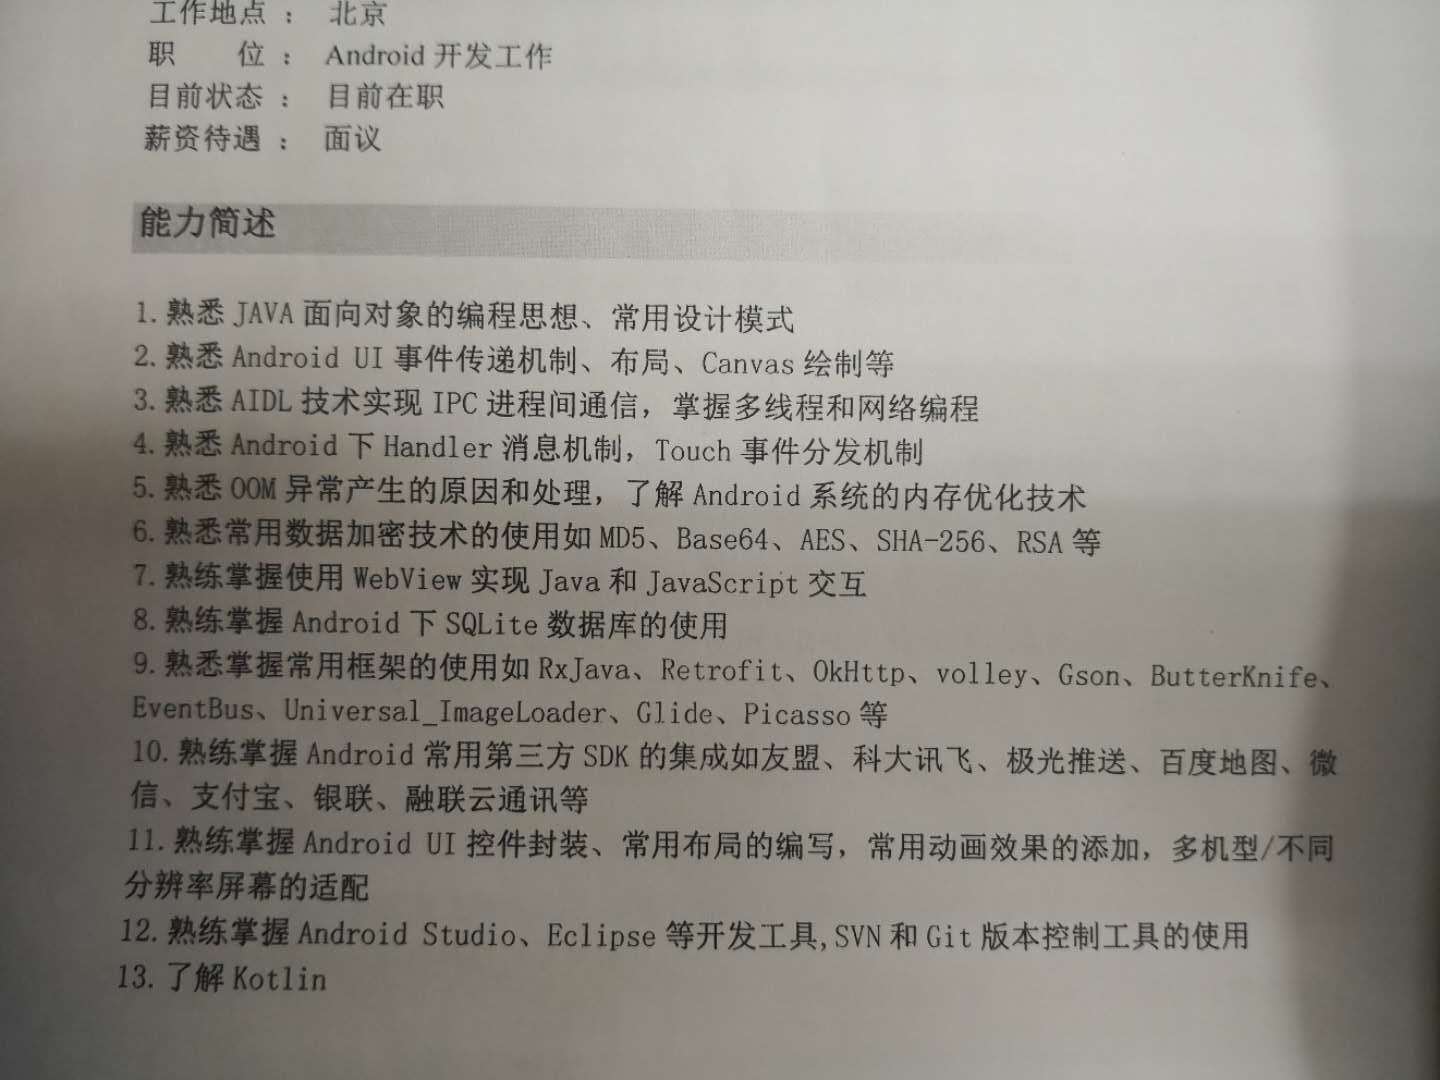 工作地点 ： 北京
职 位 ： Android 开发工作
目前状态 ： 目前在职
薪资待遇 ： 面议
能力简述
1. 熟悉 JAVA 面向对象的编程思想、常用设计模式
2. 熟悉 Android UI 事件传递机制、布局、Canvas 绘制等
3. 熟悉 AIDL 技术实现 IPC 进程间通信，掌握多线程和网络编程
4. 熟悉 Android 下 Handler 消息机制，Touch 事件分发机制
5. 熟悉 OOM 异常产生的原因和处理，了解 Android 系统的内存优化技术
6. 熟悉常用数据加密技术的使用如 MD5、Base64、AES、SHA-256、RSA 等
7. 熟练掌握使用 WebView 实现 Java 和 JavaScript 交互
8. 熟练掌握 Android 下 SQLite 数据库的使用
9. 熟悉掌握常用框架的使用如 RxJava、Retrofit、OkHttp、volley、Gson、ButterKnife、
EventBus、Universal_ImageLoader、Glide、Picasso 等
10. 熟练掌握 Android 常用第三方 SDK 的集成如友盟、科大讯飞、极光推送、百度地图、微
信、支付宝、银联、融联云通讯等
11. 熟练掌握 Android UI 控件封装、常用布局的编写，常用动画效果的添加，多机型/不同
分辨率屏幕的适配
12. 熟练掌握 Android Studio、Eclipse 等开发工具,SVN 和 Git 版本控制工具的使用
13. 了解 Kotlin